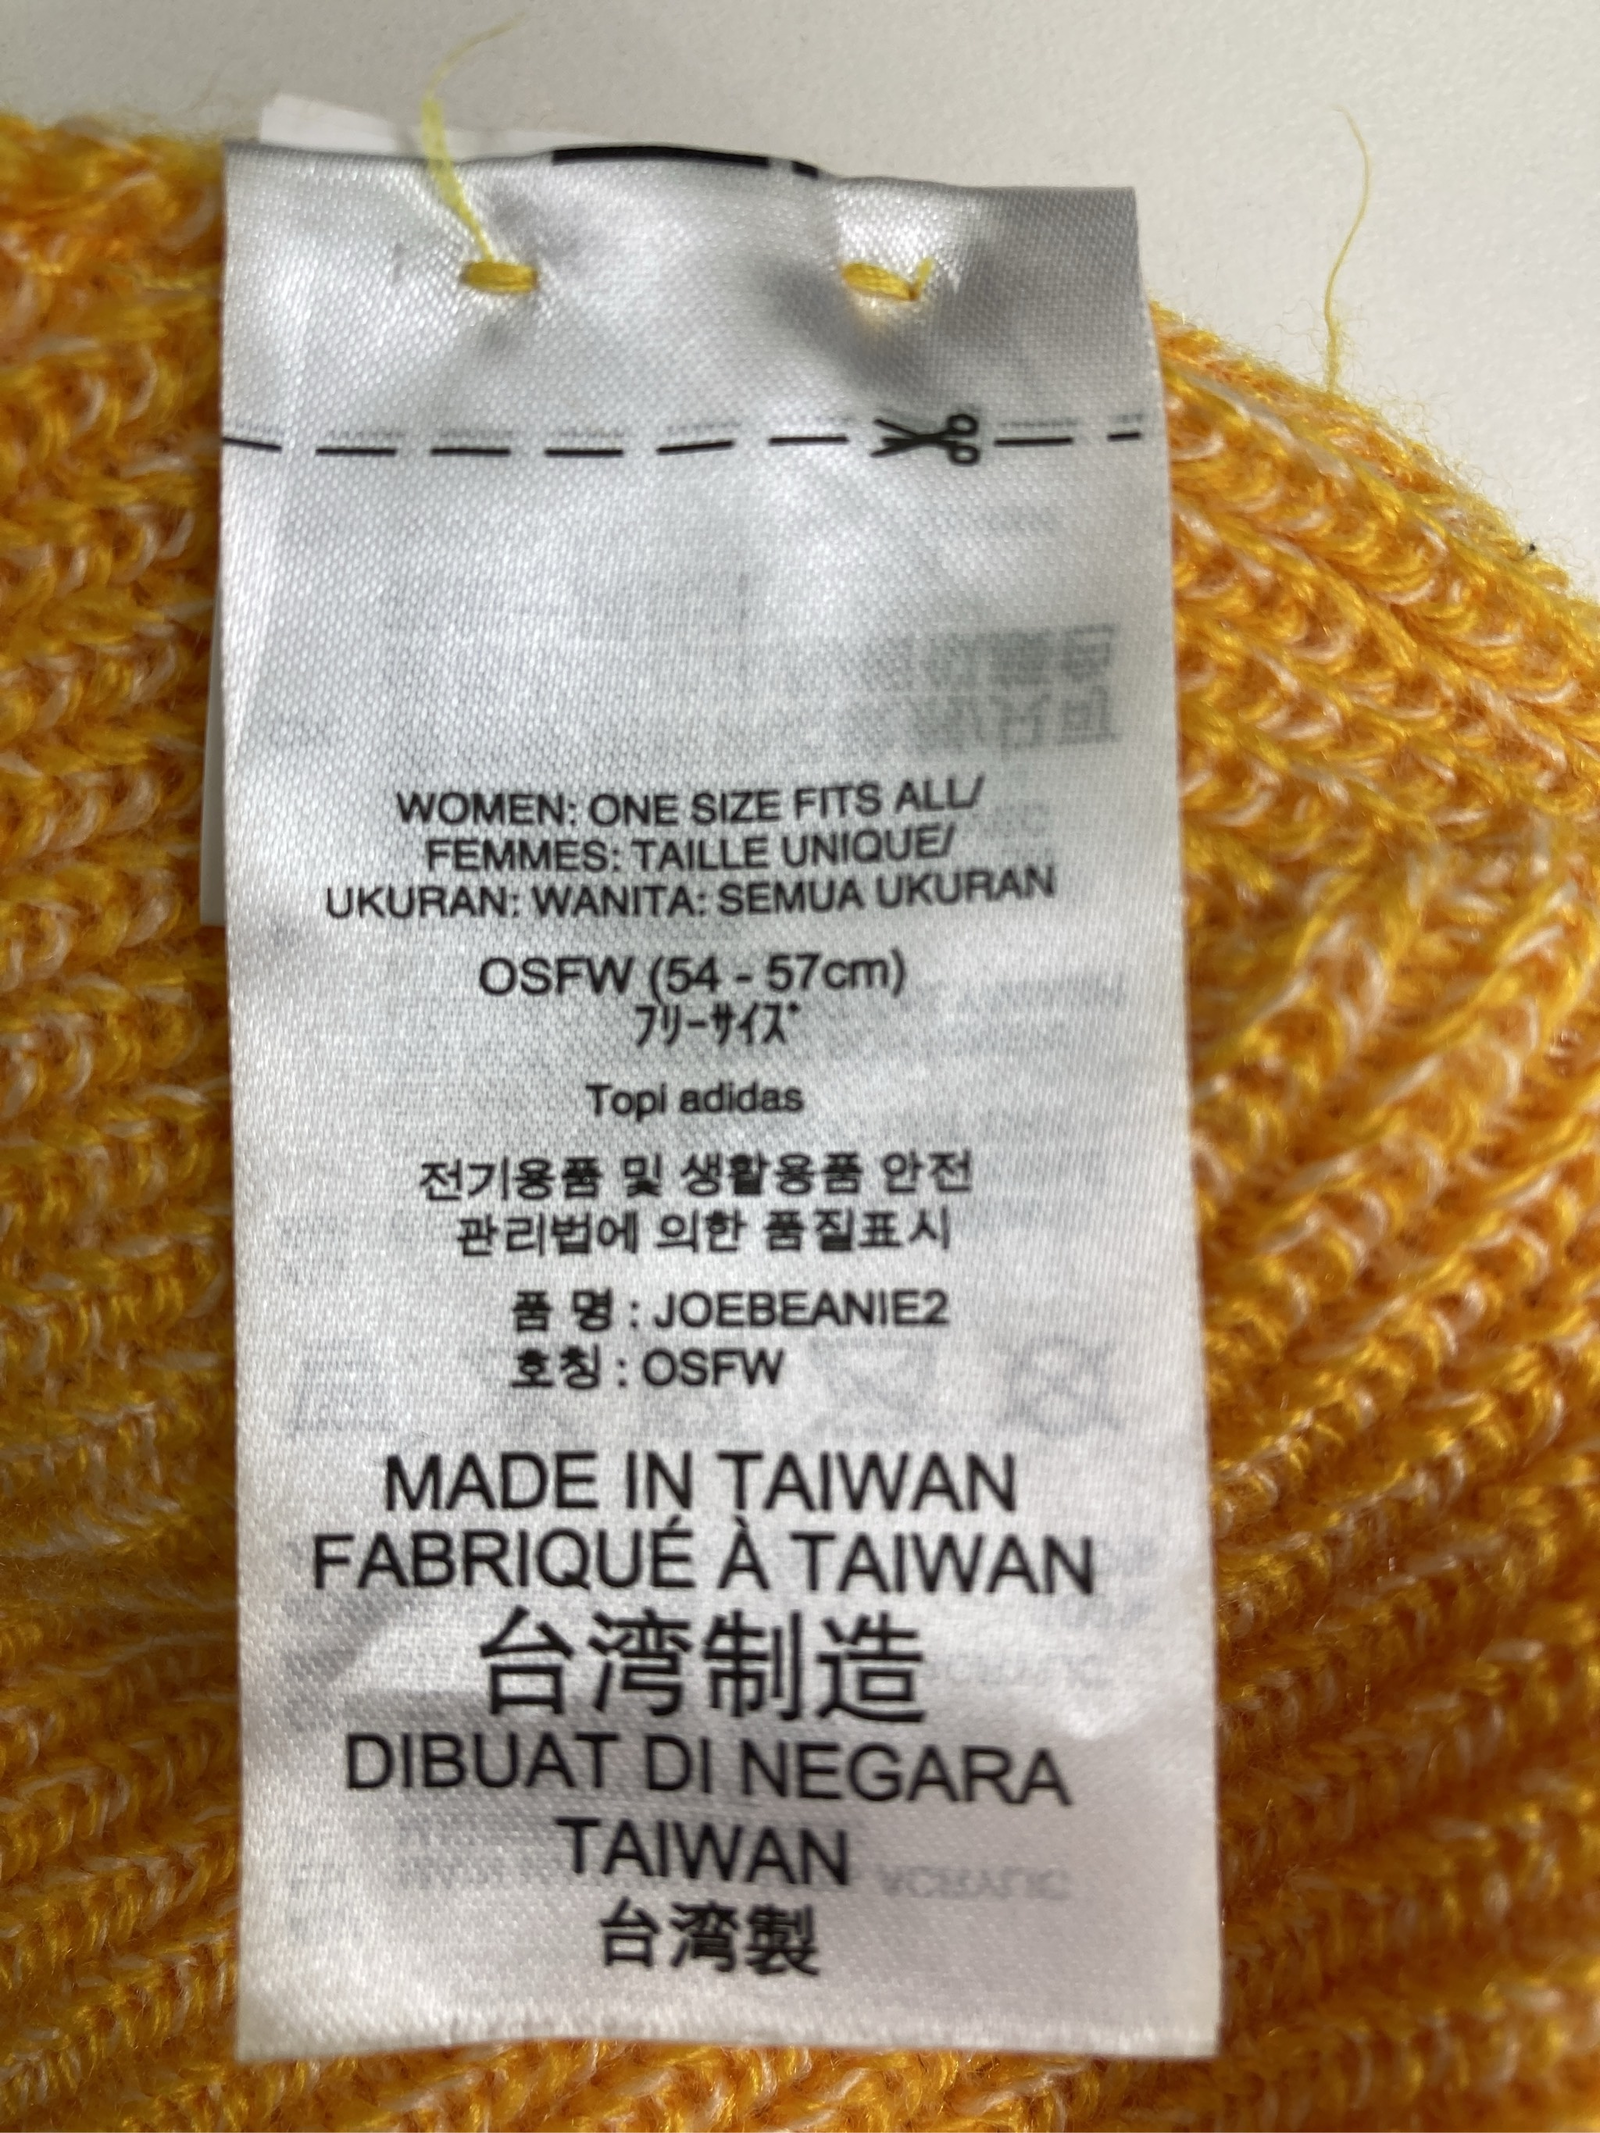 WOMEN: ONE SIZE FITS ALL/
FEMMES: TAILLE UNIQUE/
UKURAN: WANITA: SEMUA UKURAN
OSFW (54 - 57cm)
ﾌﾘｰｻｲｽﾞ
Topi adidas
전기용품 및 생활용품 안전
관리법에 의한 품질표시
품 명 : JOEBEANIE2
호칭 : OSFW
MADE IN TAIWAN
FABRIQUÉ À TAIWAN
台湾制造
DIBUAT DI NEGARA
TAIWAN
台湾製